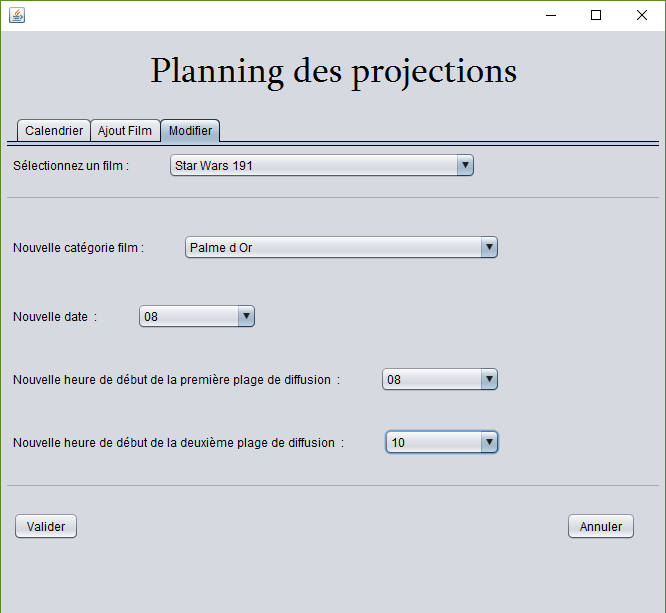 Planning des projections
Calendrier Ajout Film Modifier
Sélectionnez un film : Star Wars 191
Nouvelle catégorie film : Palme d Or
Nouvelle date : 08
Nouvelle heure de début de la première plage de diffusion : 08
Nouvelle heure de début de la deuxième plage de diffusion : 10
Valider Annuler